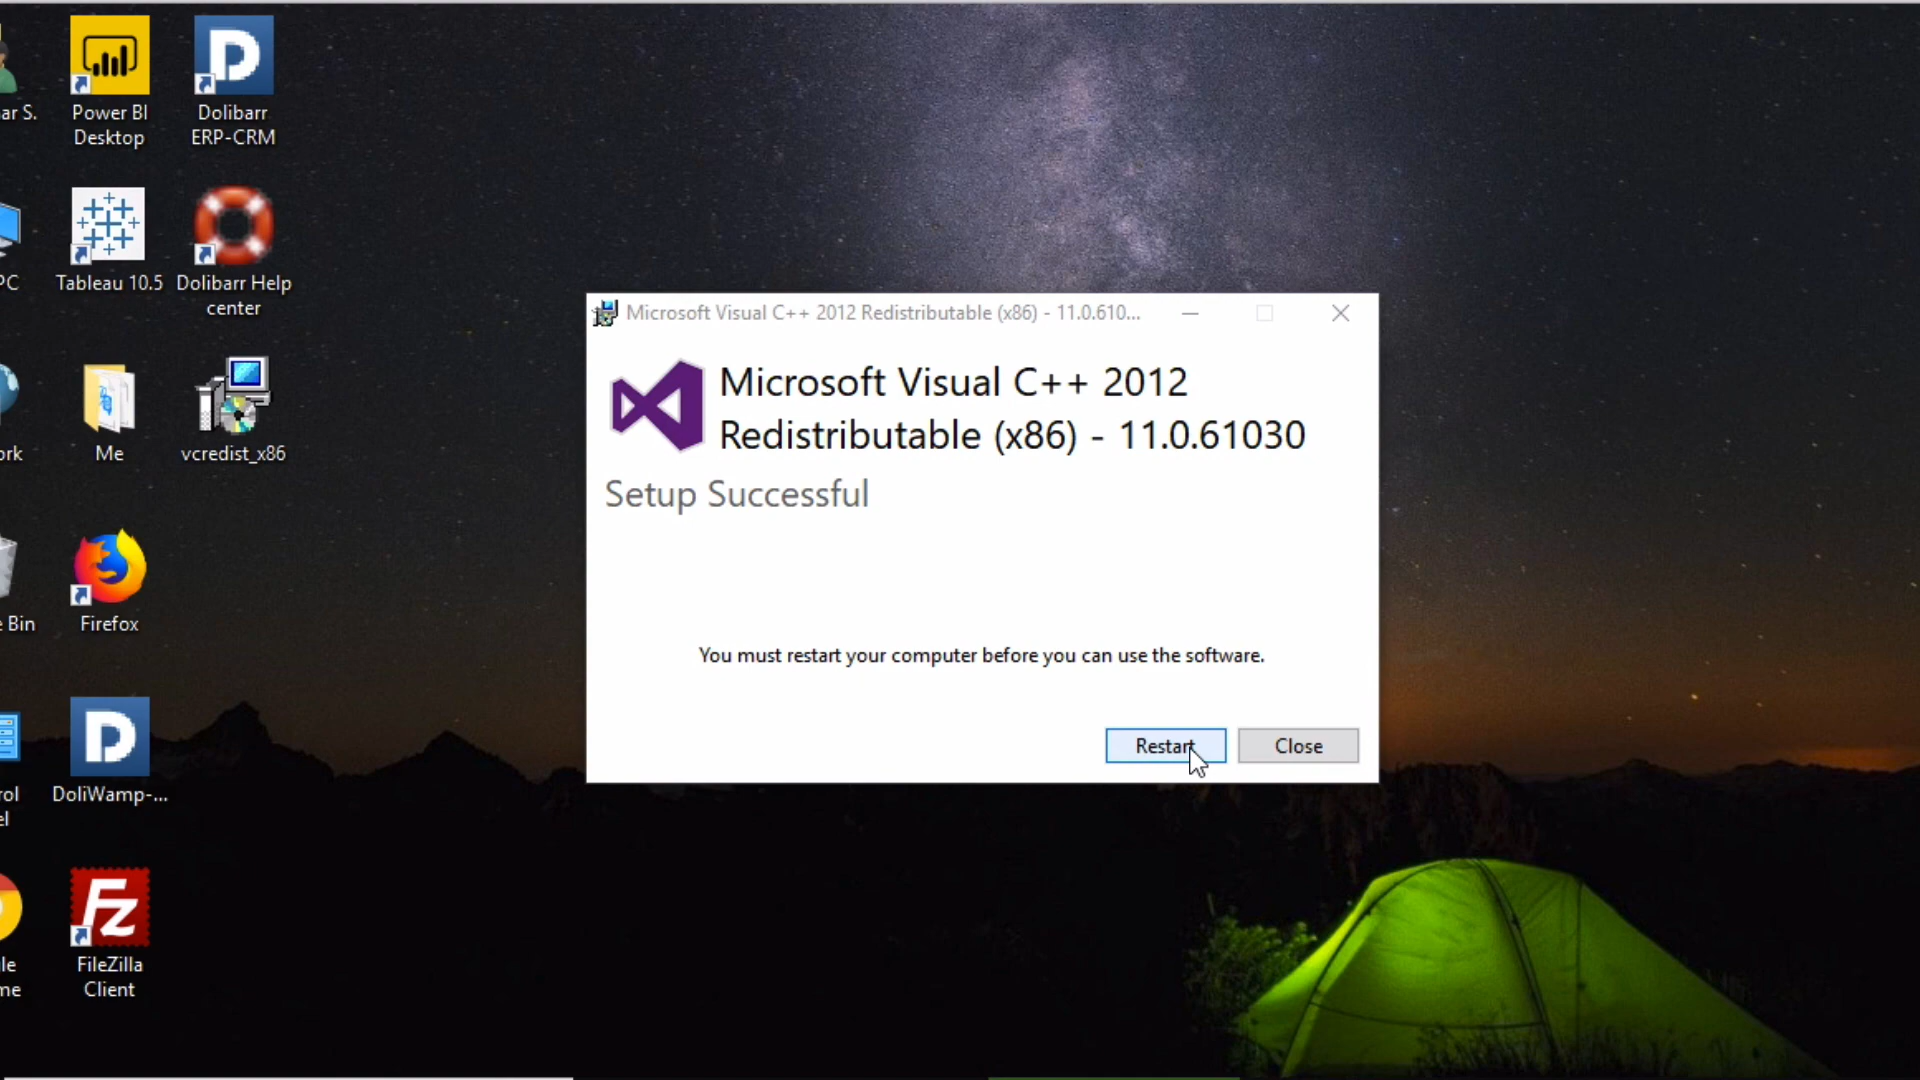 ar S.
Power BI
Desktop
Dolibarr
ERP-CRM
PC
Tableau 10.5
Dolibarr Help
center
ork
Me
vcredist_x86
e Bin
Firefox
rol
el
DoliWamp-...
le
me
FileZilla
Client
Microsoft Visual C++ 2012 Redistributable (x86) - 11.0.610...
Microsoft Visual C++ 2012
Redistributable (x86) - 11.0.61030
Setup Successful
You must restart your computer before you can use the software.
Restart
Close